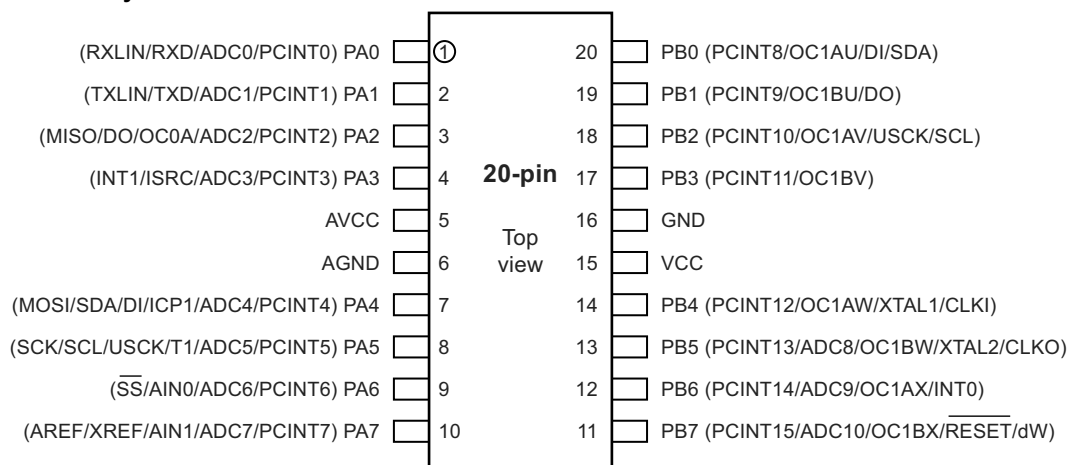 (RXLIN/RXD/ADC0/PCINT0) PA0 1 20 PB0 (PCINT8/OC1AU/DI/SDA)
(TXLIN/TXD/ADC1/PCINT1) PA1 2 19 PB1 (PCINT9/OC1BU/DO)
(MISO/DO/OC0A/ADC2/PCINT2) PA2 3 18 PB2 (PCINT10/OC1AV/USCK/SCL)
(INT1/ISRC/ADC3/PCINT3) PA3 4 20-pin 17 PB3 (PCINT11/OC1BV)
AVCC 5 16 GND
Top
AGND 6 view 15 VCC
(MOSI/SDA/DI/ICP1/ADC4/PCINT4) PA4 7 14 PB4 (PCINT12/OC1AW/XTAL1/CLKI)
(SCK/SCL/USCK/T1/ADC5/PCINT5) PA5 8 13 PB5 (PCINT13/ADC8/OC1BW/XTAL2/CLKO)
(SS/AIN0/ADC6/PCINT6) PA6 9 12 PB6 (PCINT14/ADC9/OC1AX/INT0)
(AREF/XREF/AIN1/ADC7/PCINT7) PA7 10 11 PB7 (PCINT15/ADC10/OC1BX/RESET/dW)